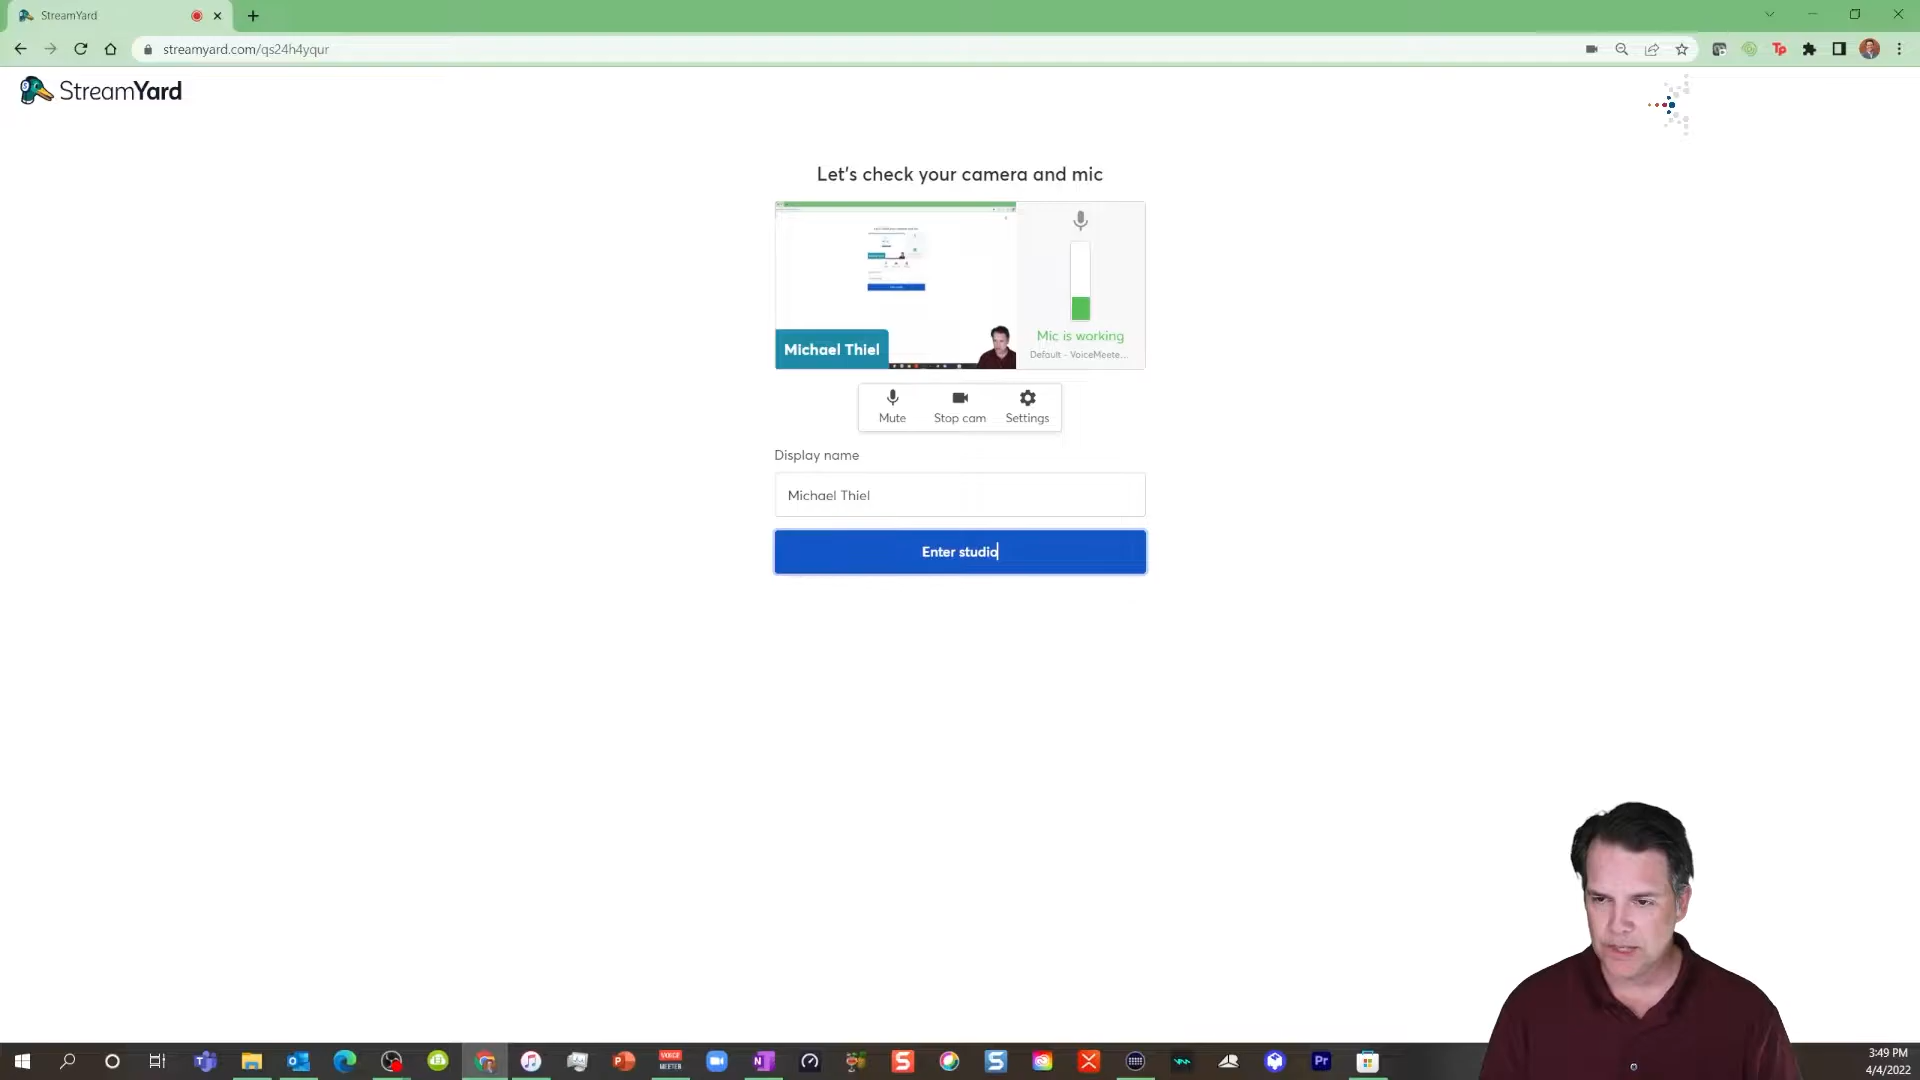 StreamYard
streamyard.com/qs24h4yqur
StreamYard
Let's check your camera and mic
Michael Thiel
Mic is working
Default - VoiceMeete...
Mute
Stop cam
Settings
Display name
Michael Thiel
Enter studio
3:49 PM
4/4/2022